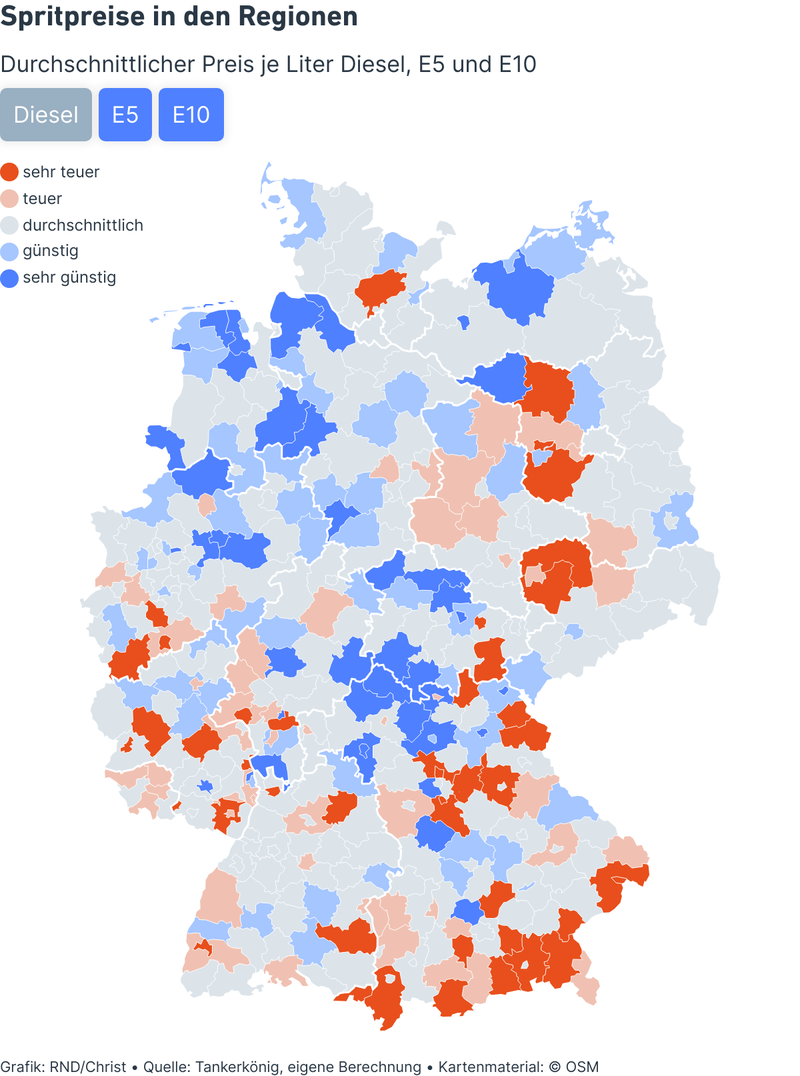 Spritpreise in den Regionen
Durchschnittlicher Preis je Liter Diesel, E5 und E10
Diesel E5 E10
sehr teuer
teuer
durchschnittlich
günstig
sehr günstig
Grafik: RND/Christ • Quelle: Tankerkönig, eigene Berechnung • Kartenmaterial: © OSM